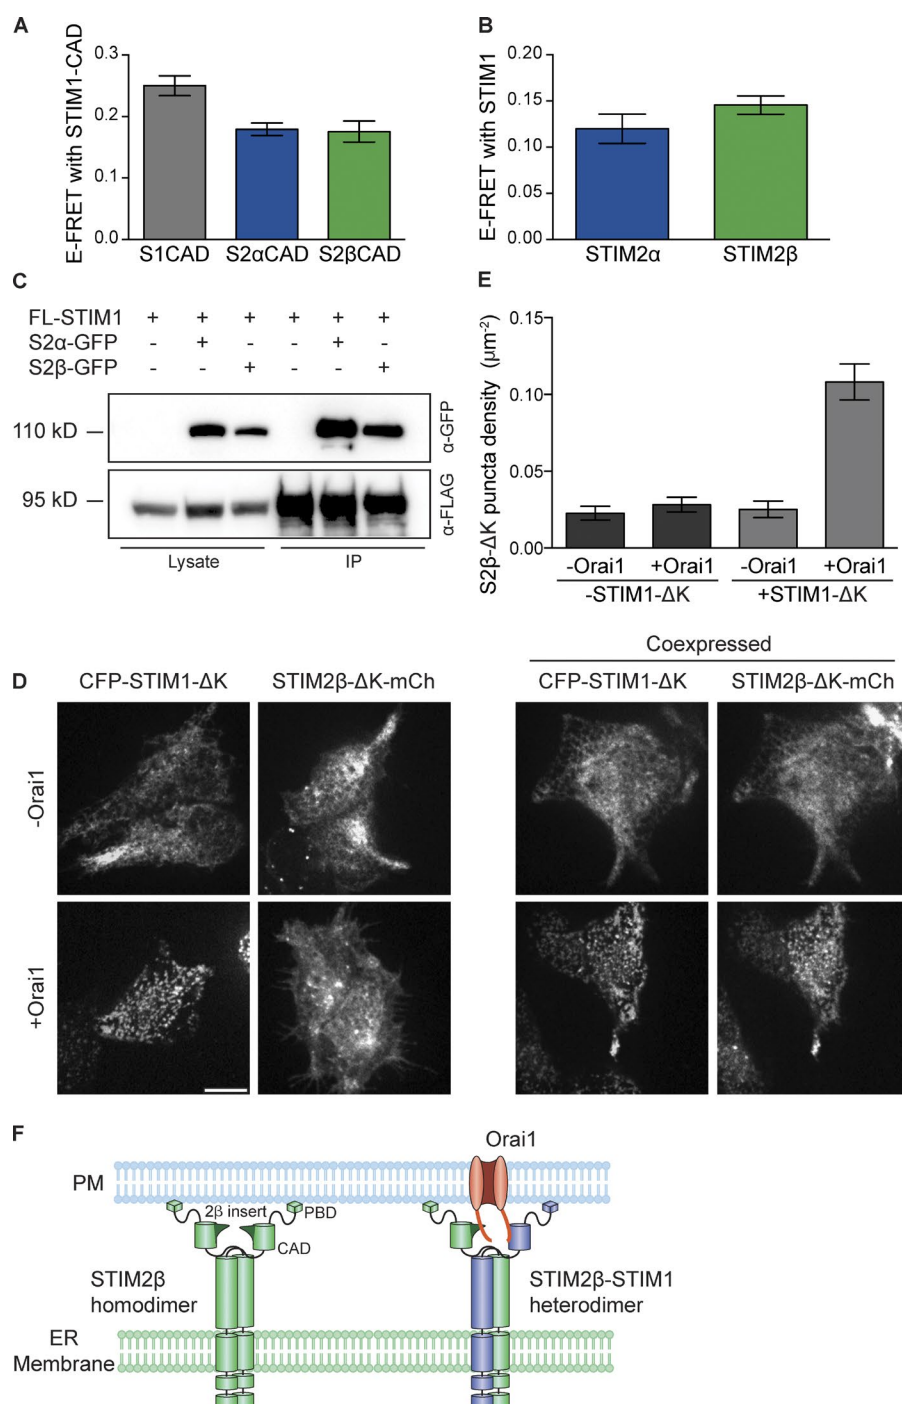 A
E-FRET with STIM1-CAD
0.3
0.2
0.1
0.0
S1CAD S2αCAD S2βCAD
B
E-FRET with STIM1
0.20
0.15
0.10
0.05
0.00
STIM2α STIM2β
C
FL-STIM1 + + + + + +
S2α-GFP - + - - + -
S2β-GFP - - + - - +
110 kD
α-GFP
95 kD
α-FLAG
Lysate IP
E
S2β-ΔK puncta density (μm⁻²)
0.15
0.10
0.05
0.00
-Orai1 +Orai1 -Orai1 +Orai1
-STIM1-ΔK +STIM1-ΔK
D
Coexpressed
CFP-STIM1-ΔK STIM2β-ΔK-mCh CFP-STIM1-ΔK STIM2β-ΔK-mCh
-Orai1
+Orai1
F
Orai1
PM
2β insert
PBD
CAD
STIM2β
homodimer
STIM2β-STIM1
heterodimer
ER
Membrane